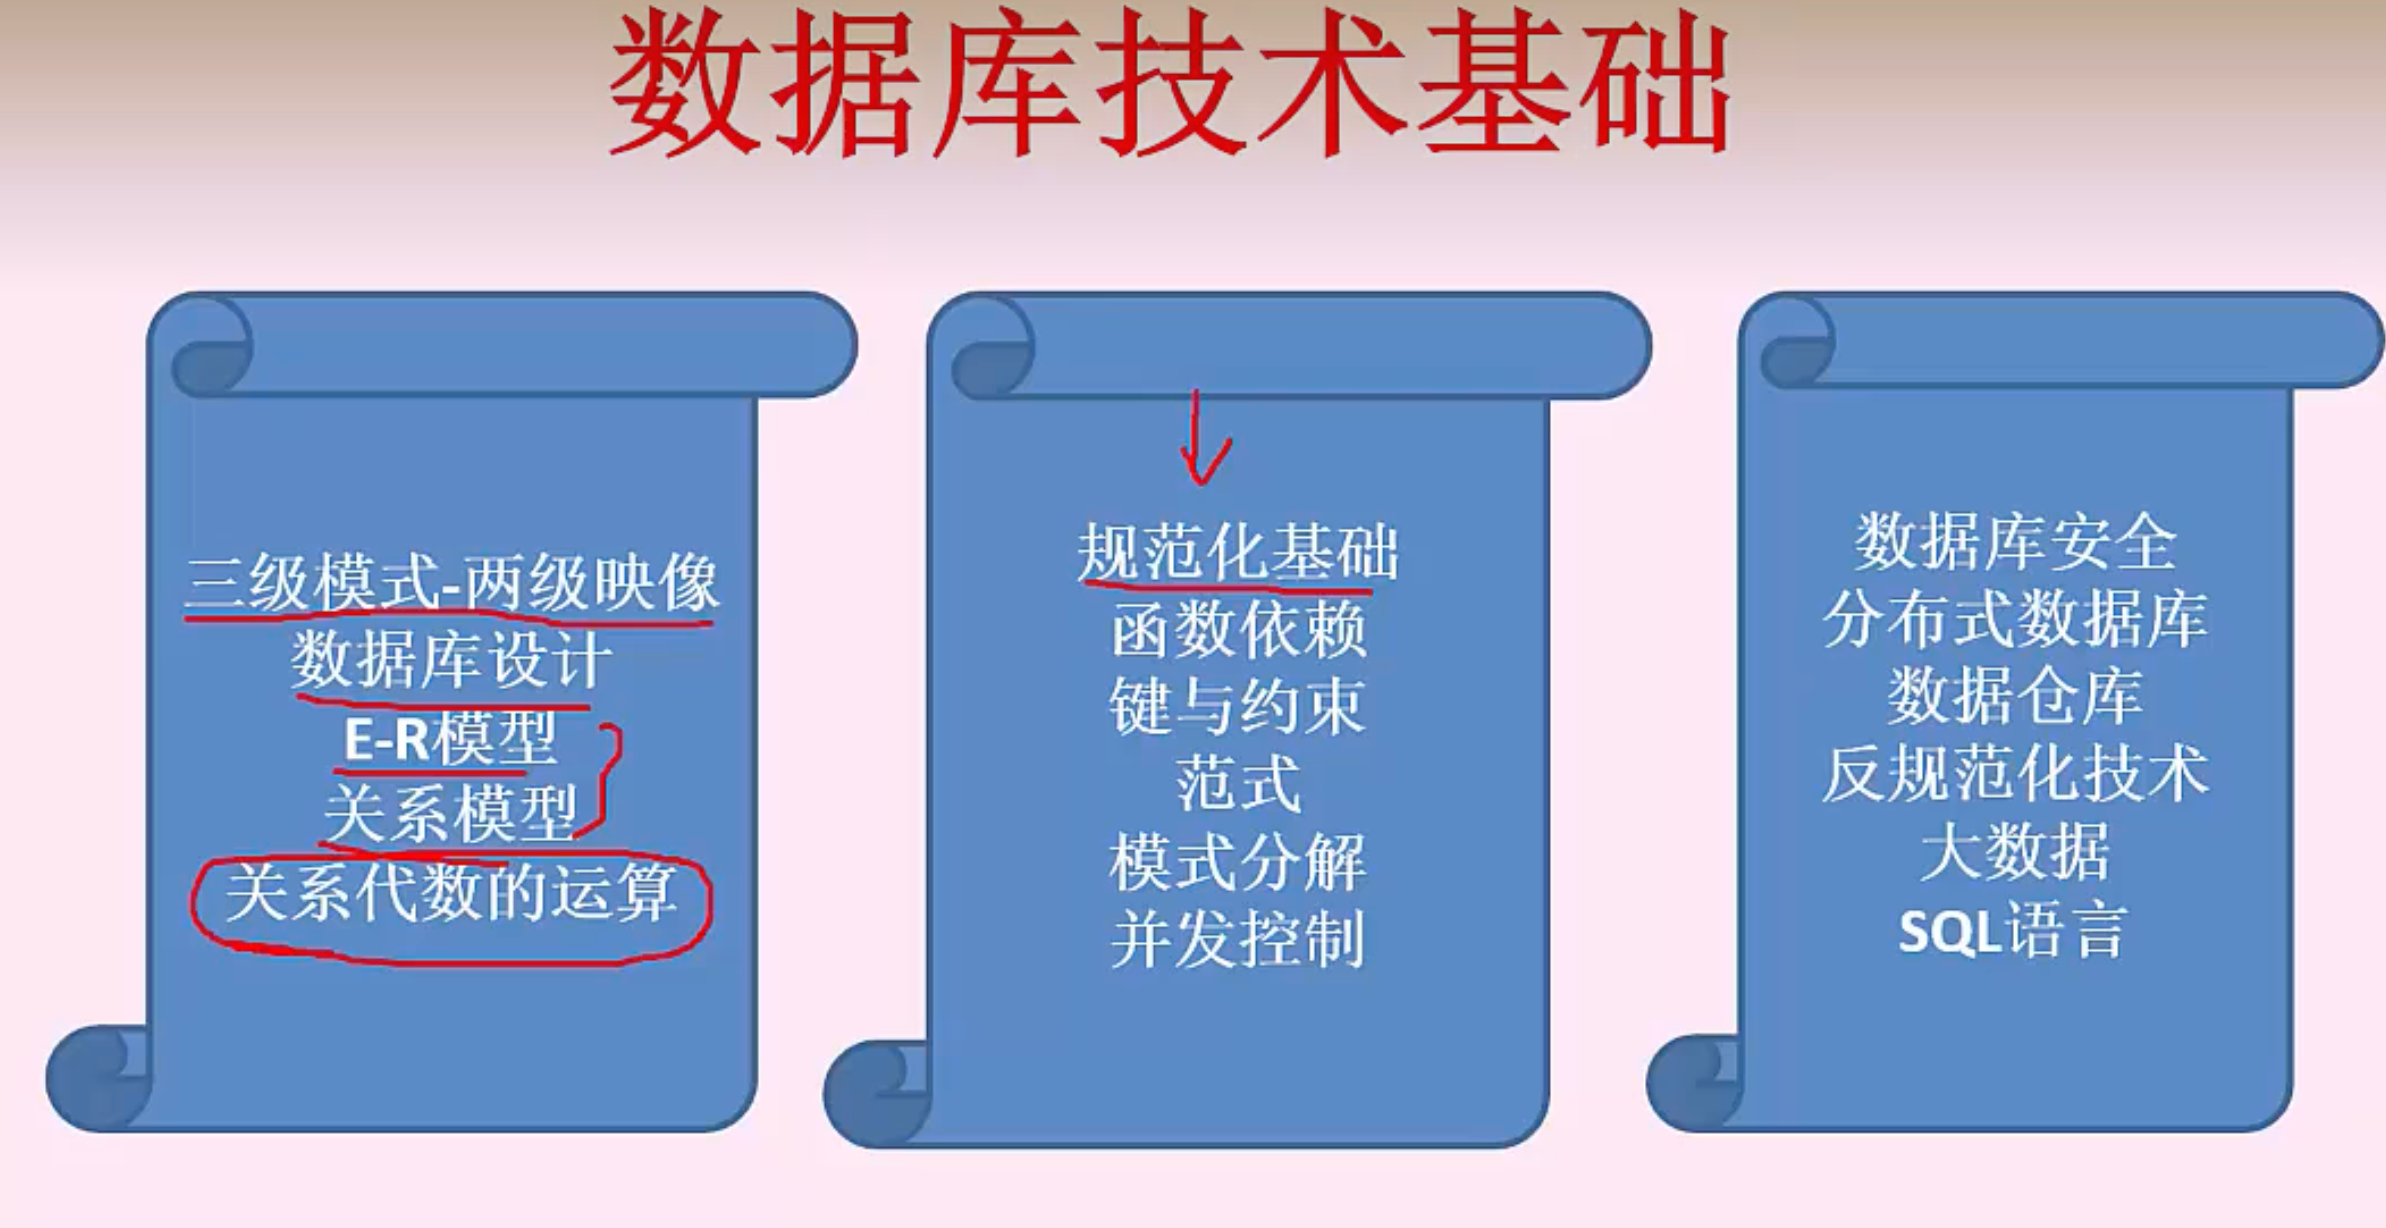 数据库技术基础
三级模式-两级映像
数据库设计
E-R模型
关系模型
关系代数的运算
规范化基础
函数依赖
键与约束
范式
模式分解
并发控制
数据库安全
分布式数据库
数据仓库
反规范化技术
大数据
SQL语言